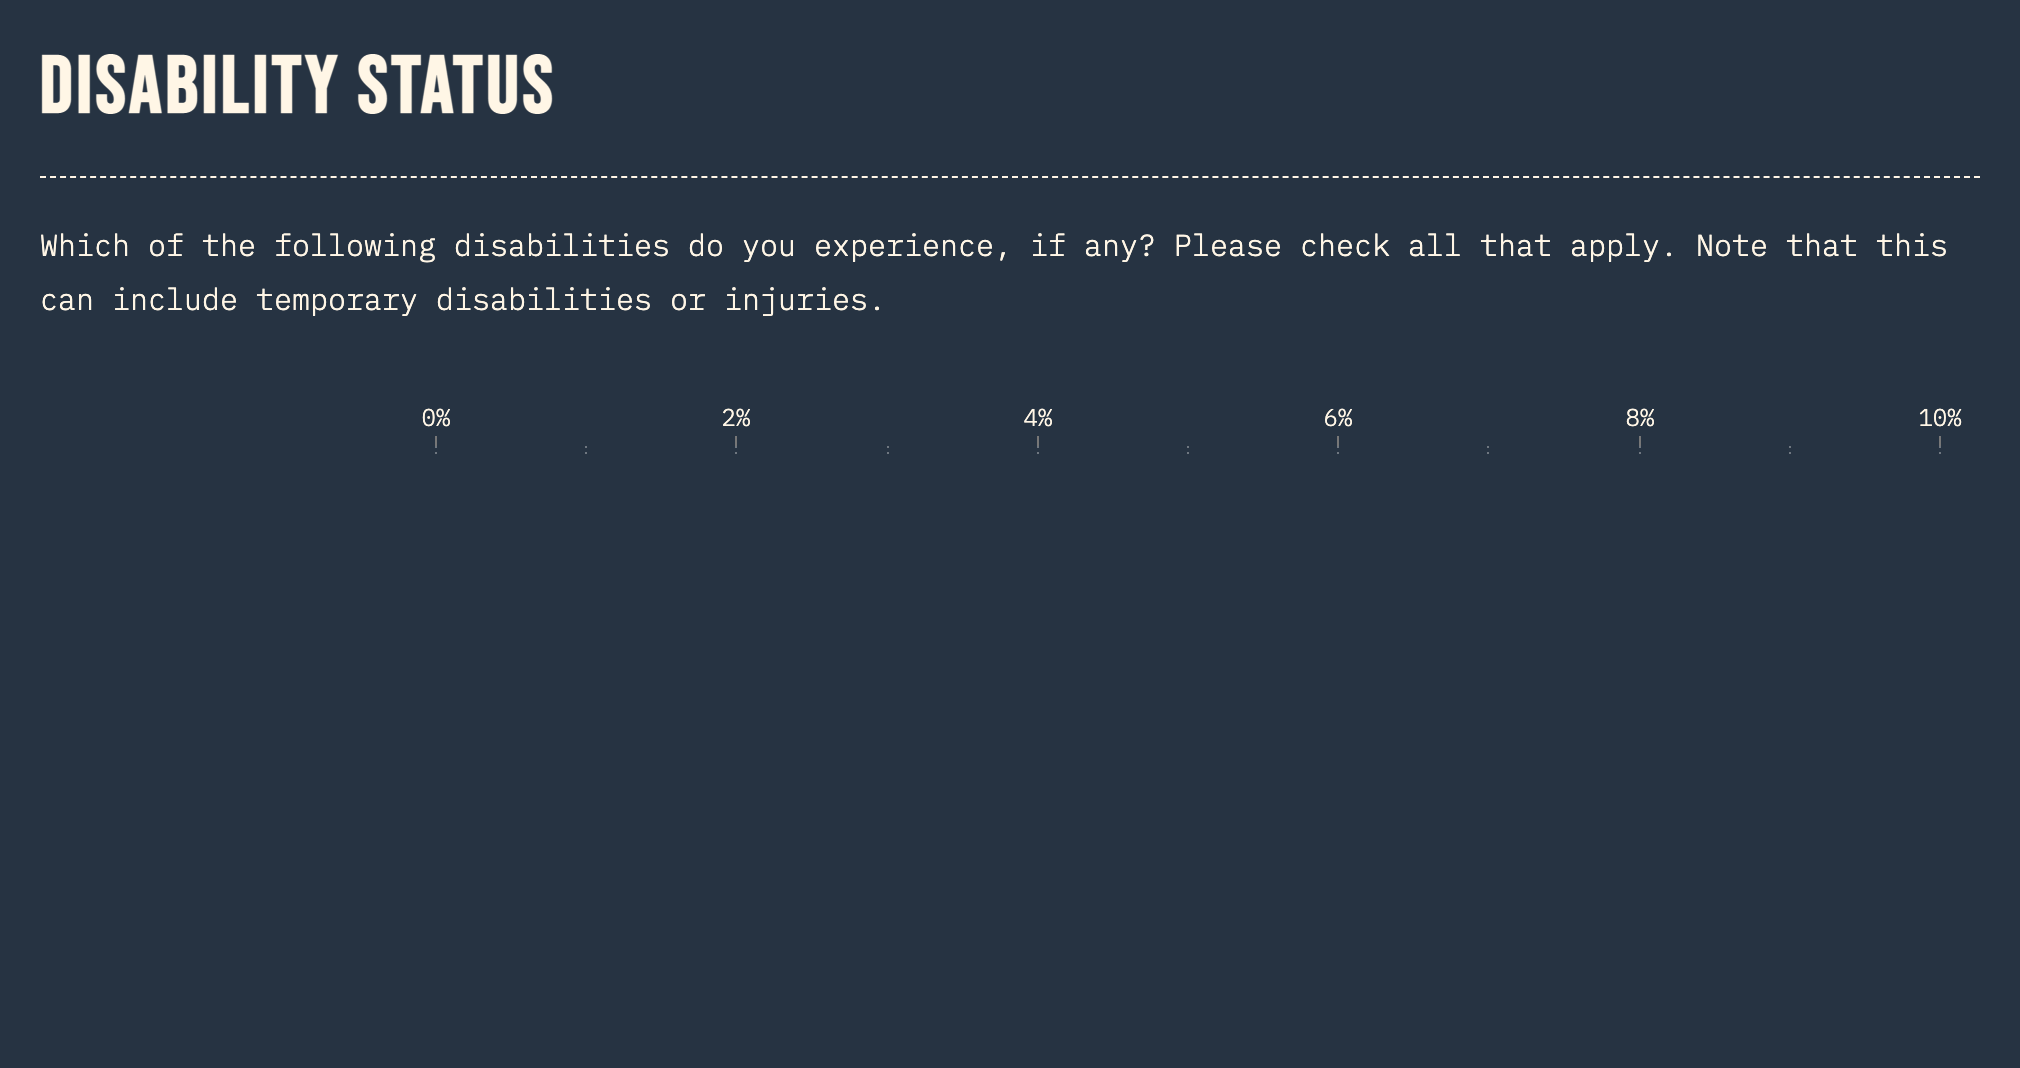 DISABILITY STATUS
Which of the following disabilities do you experience, if any? Please check all that apply. Note that this
can include temporary disabilities or injuries.
0% 2% 4% 6% 8% 10%